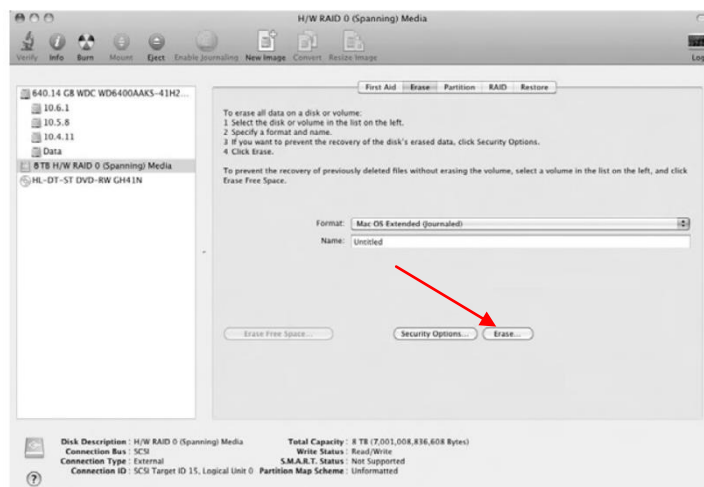 H/W RAID 0 (Spanning) Media
Verify Info Burn Mount Eject Enable Journaling New Image Convert Resize Image Log
First Aid Erase Partition RAID Restore
640.14 GB WDC WD6400AAKS-41H2...
10.6.1
10.5.8
10.4.11
Data
8 TB H/W RAID 0 (Spanning) Media
HL-DT-ST DVD-RW GH41N
To erase all data on a disk or volume:
1 Select the disk or volume in the list on the left.
2 Specify a format and name.
3 If you want to prevent the recovery of the disk's erased data, click Security Options.
4 Click Erase.
To prevent the recovery of previously deleted files without erasing the volume, select a volume in the list on the left, and click
Erase Free Space.
Format: Mac OS Extended (Journaled)
Name: Untitled
Erase Free Space... Security Options... Erase...
Disk Description : H/W RAID 0 (Spanning) Media Total Capacity : 8 TB (7,001,008,836,608 Bytes)
Connection Bus : SCSI Write Status : Read/Write
Connection Type : External S.M.A.R.T. Status : Not Supported
Connection ID : SCSI Target ID 15, Logical Unit 0 Partition Map Scheme : Unformatted
?